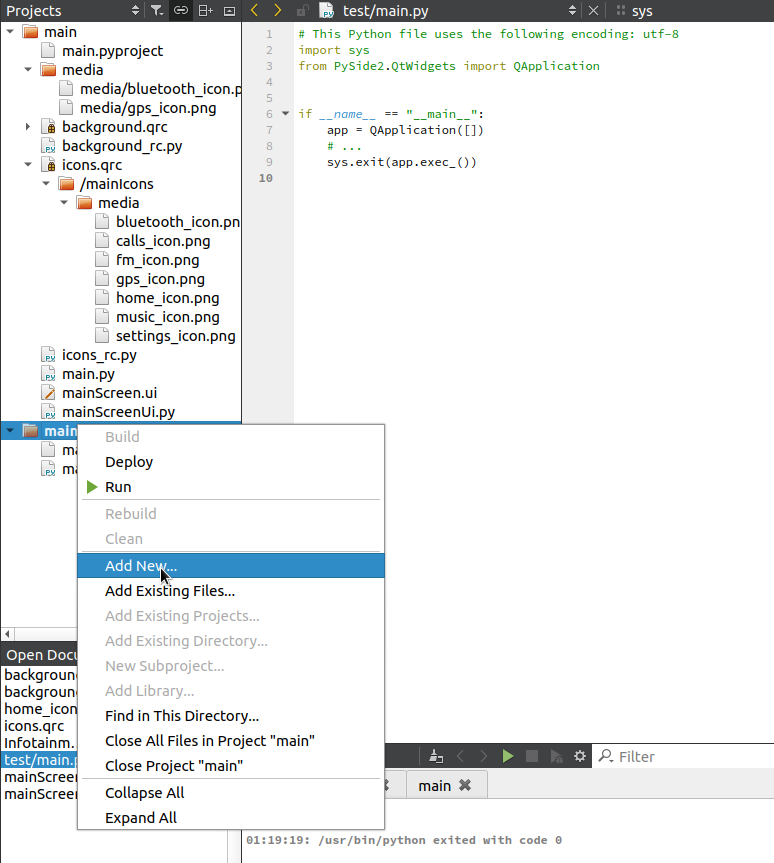 Projects
test/main.py
sys
main
main.pyproject
media
media/bluetooth_icon.p
media/gps_icon.png
background.qrc
background_rc.py
icons.qrc
/mainIcons
media
bluetooth_icon.pn
calls_icon.png
fm_icon.png
gps_icon.png
home_icon.png
music_icon.png
settings_icon.png
icons_rc.py
main.py
mainScreen.ui
mainScreenUi.py
main
ma
ma
1 # This Python file uses the following encoding: utf-8
2 import sys
3 from PySide2.QtWidgets import QApplication
4
5
6 if __name__ == "__main__":
7 app = QApplication([])
8 # ...
9 sys.exit(app.exec_())
10
Build
Deploy
Run
Rebuild
Clean
Add New...
Add Existing Files...
Add Existing Projects...
Add Existing Directory...
New Subproject...
Add Library...
Find in This Directory...
Close All Files in Project "main"
Close Project "main"
Collapse All
Expand All
Open Docu
background
background
home_icon
icons.qrc
Infotainm.
test/main.p
mainScreen
mainScreen
Filter
main
01:19:19: /usr/bin/python exited with code 0